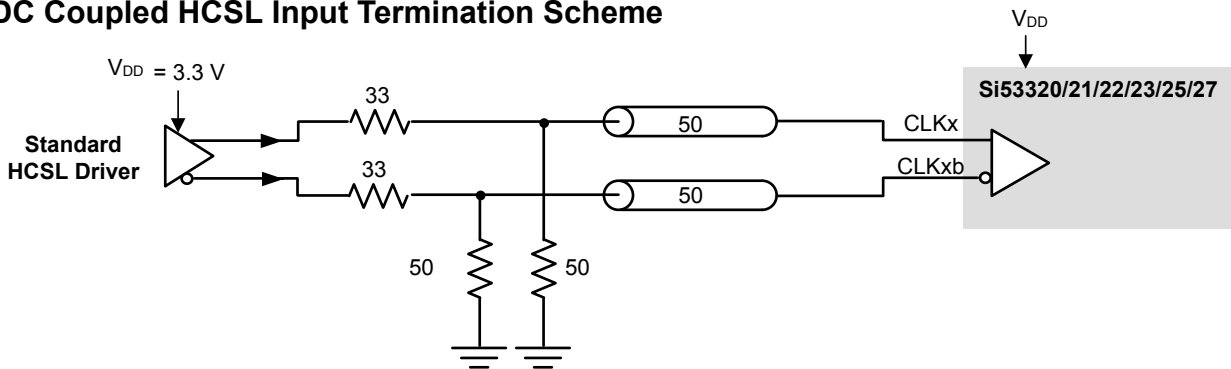 DC Coupled HCSL Input Termination Scheme
VDD
VDD = 3.3 V
Si53320/21/22/23/25/27
33
50
CLKx
Standard
HCSL Driver
33
50
CLKxb
50
50